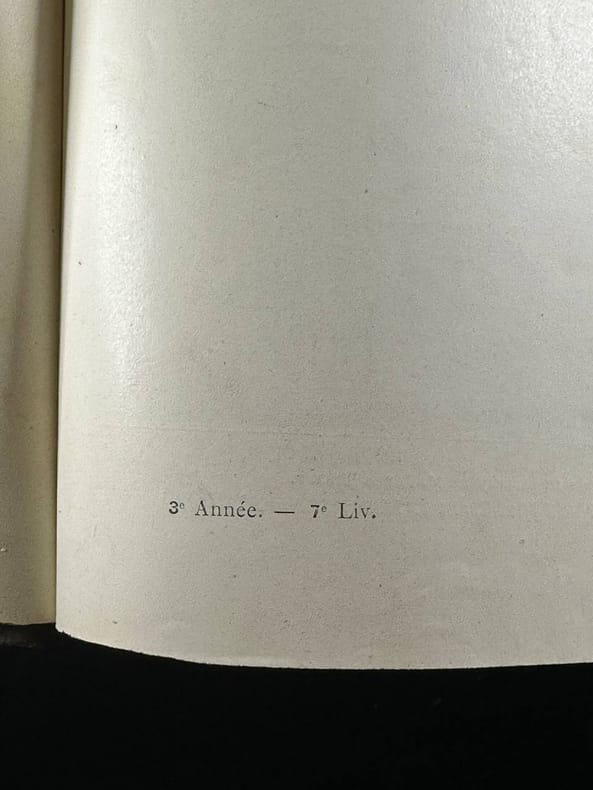 3ᵉ Année. — 7ᵉ Liv.